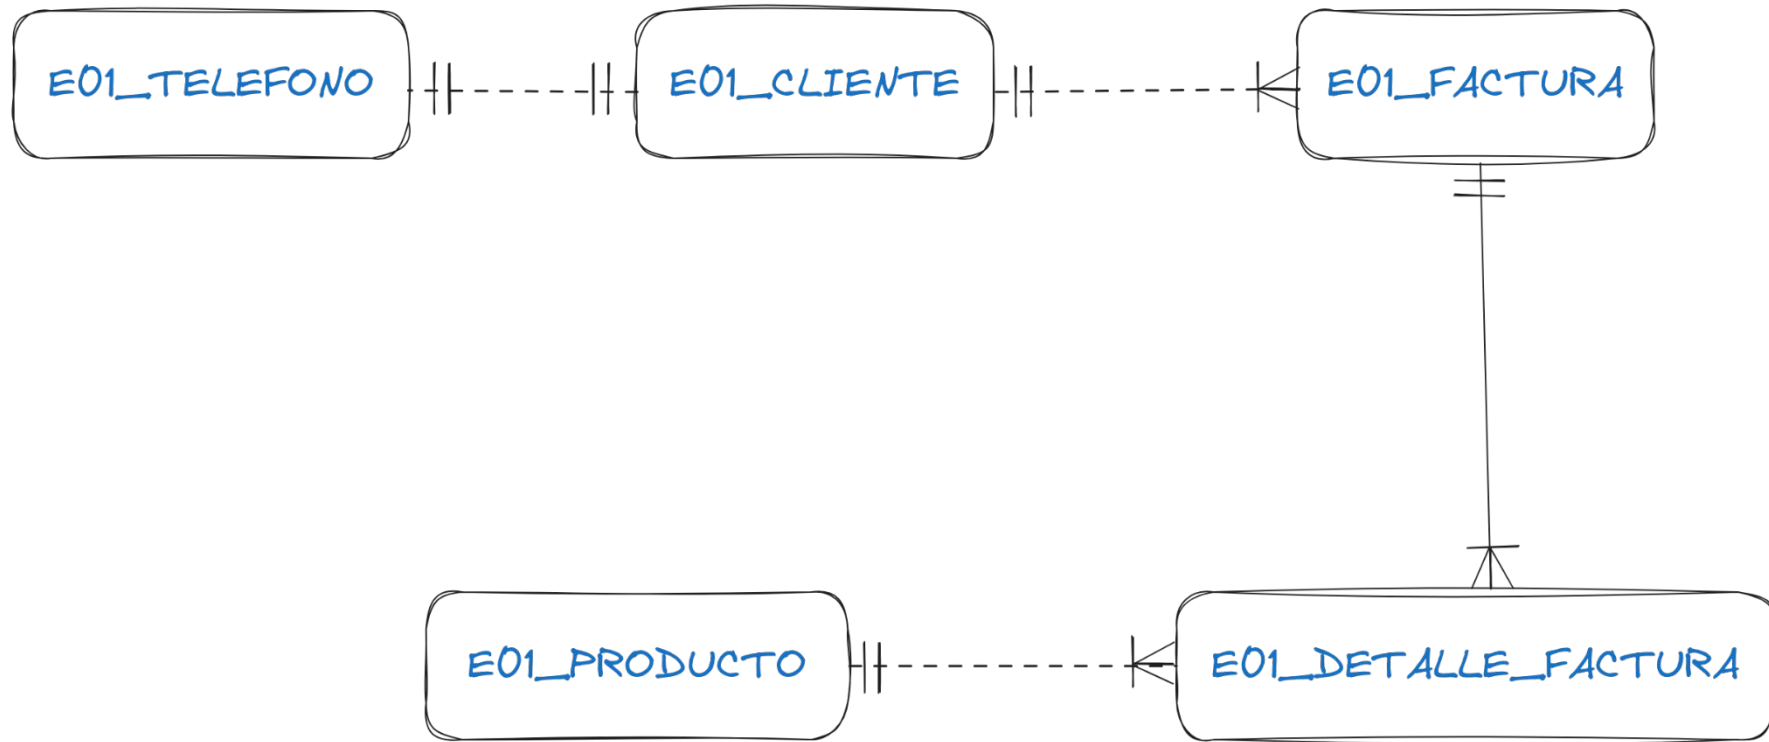 E01_TELEFONO
E01_CLIENTE
E01_FACTURA
E01_PRODUCTO
E01_DETALLE_FACTURA